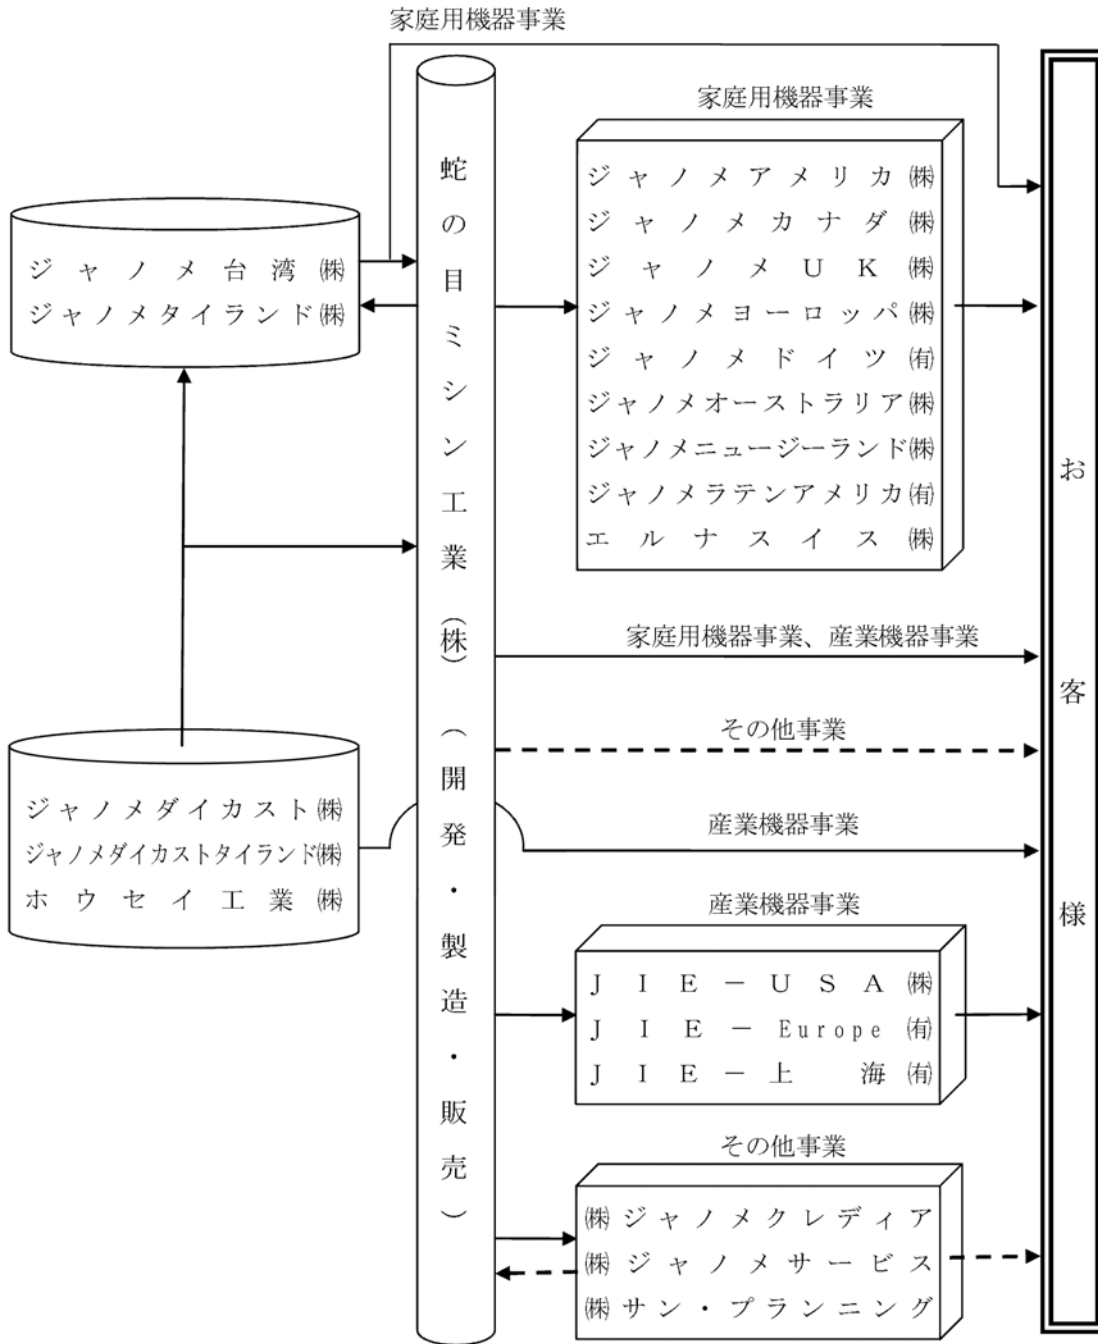 家庭用機器事業
家庭用機器事業
蛇の目ミシン工業(株)(開発・製造・販売)
ジャノメ台湾㈱
ジャノメタイランド㈱
ジャノメアメリカ㈱
ジャノメカナダ㈱
ジャノメUK㈱
ジャノメヨーロッパ㈱
ジャノメドイツ㈲
ジャノメオーストラリア㈱
ジャノメニュージーランド㈱
ジャノメラテンアメリカ㈲
エルナスイス㈱
お客様
家庭用機器事業、産業機器事業
その他事業
ジャノメダイカスト㈱
ジャノメダイカストタイランド㈱
ホウセイ工業㈱
産業機器事業
産業機器事業
JIE-USA㈱
JIE-Europe㈲
JIE-上海㈲
その他事業
㈱ジャノメクレディア
㈱ジャノメサービス
㈱サン・プランニング